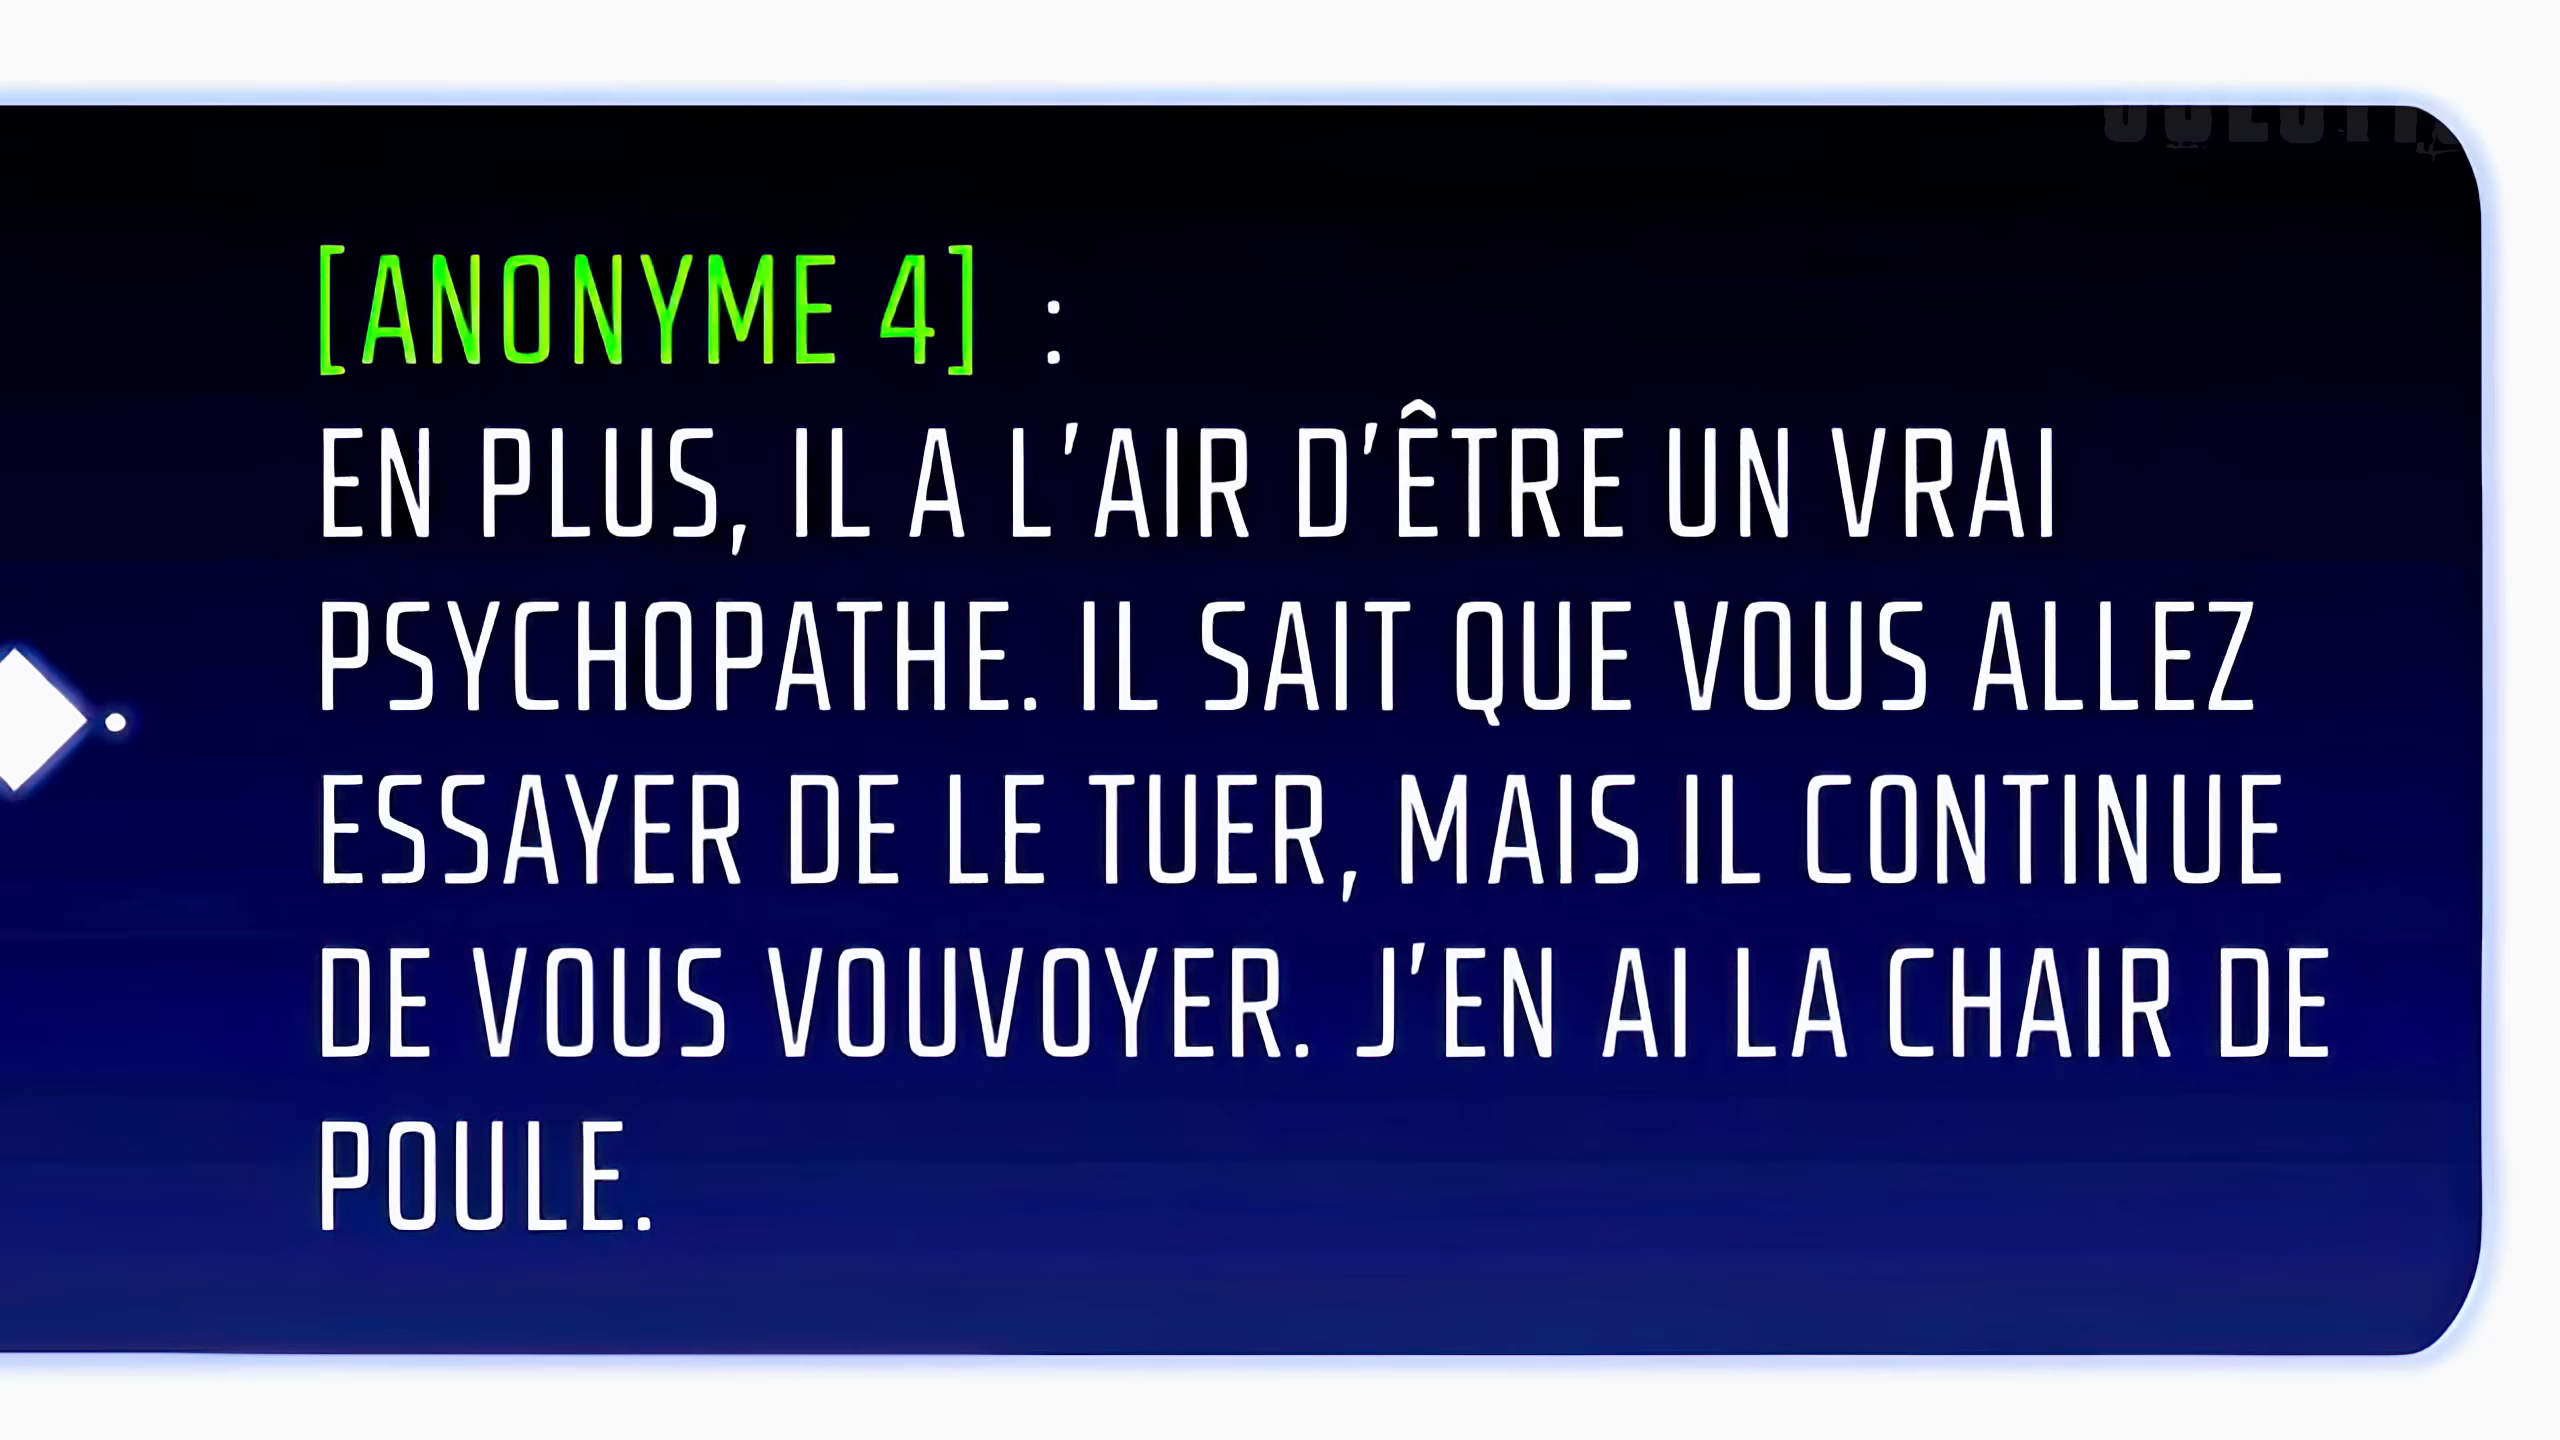 [ANONYME 4] :
EN PLUS, IL A L’AIR D’ÊTRE UN VRAI
PSYCHOPATHE. IL SAIT QUE VOUS ALLEZ
ESSAYER DE LE TUER, MAIS IL CONTINUE
DE VOUS VOUVOYER. J’EN AI LA CHAIR DE
POULE.